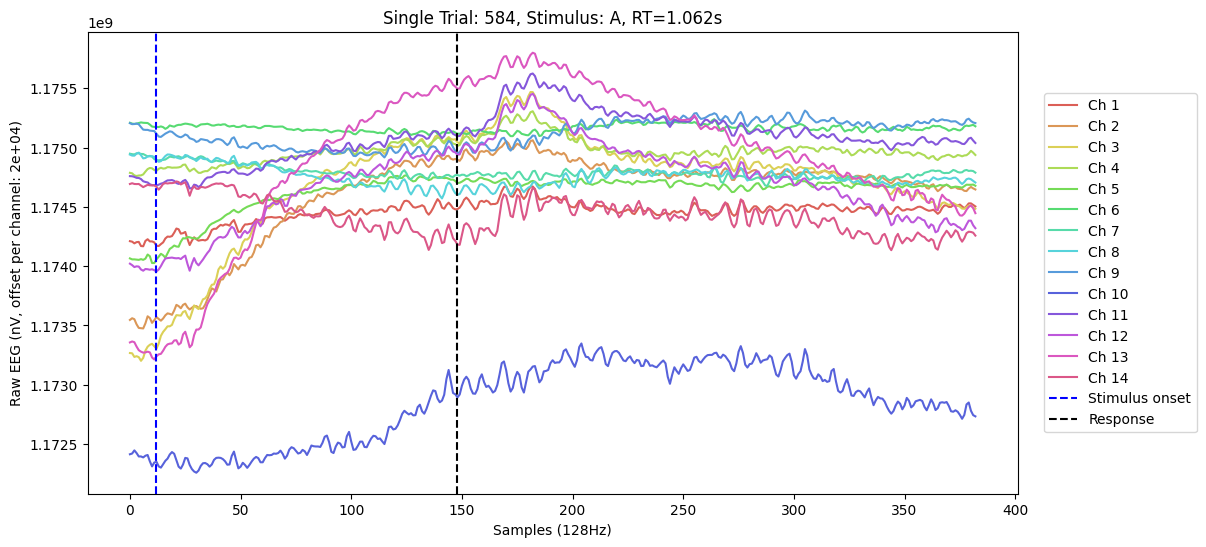 Single Trial: 584, Stimulus: A, RT=1.062s
1e9
Raw EEG (nV, offset per channel: 2e+04)
1.1755
1.1750
1.1745
1.1740
1.1735
1.1730
1.1725
0
50
100
150
200
250
300
350
400
Samples (128Hz)
Ch 1
Ch 2
Ch 3
Ch 4
Ch 5
Ch 6
Ch 7
Ch 8
Ch 9
Ch 10
Ch 11
Ch 12
Ch 13
Ch 14
Stimulus onset
Response